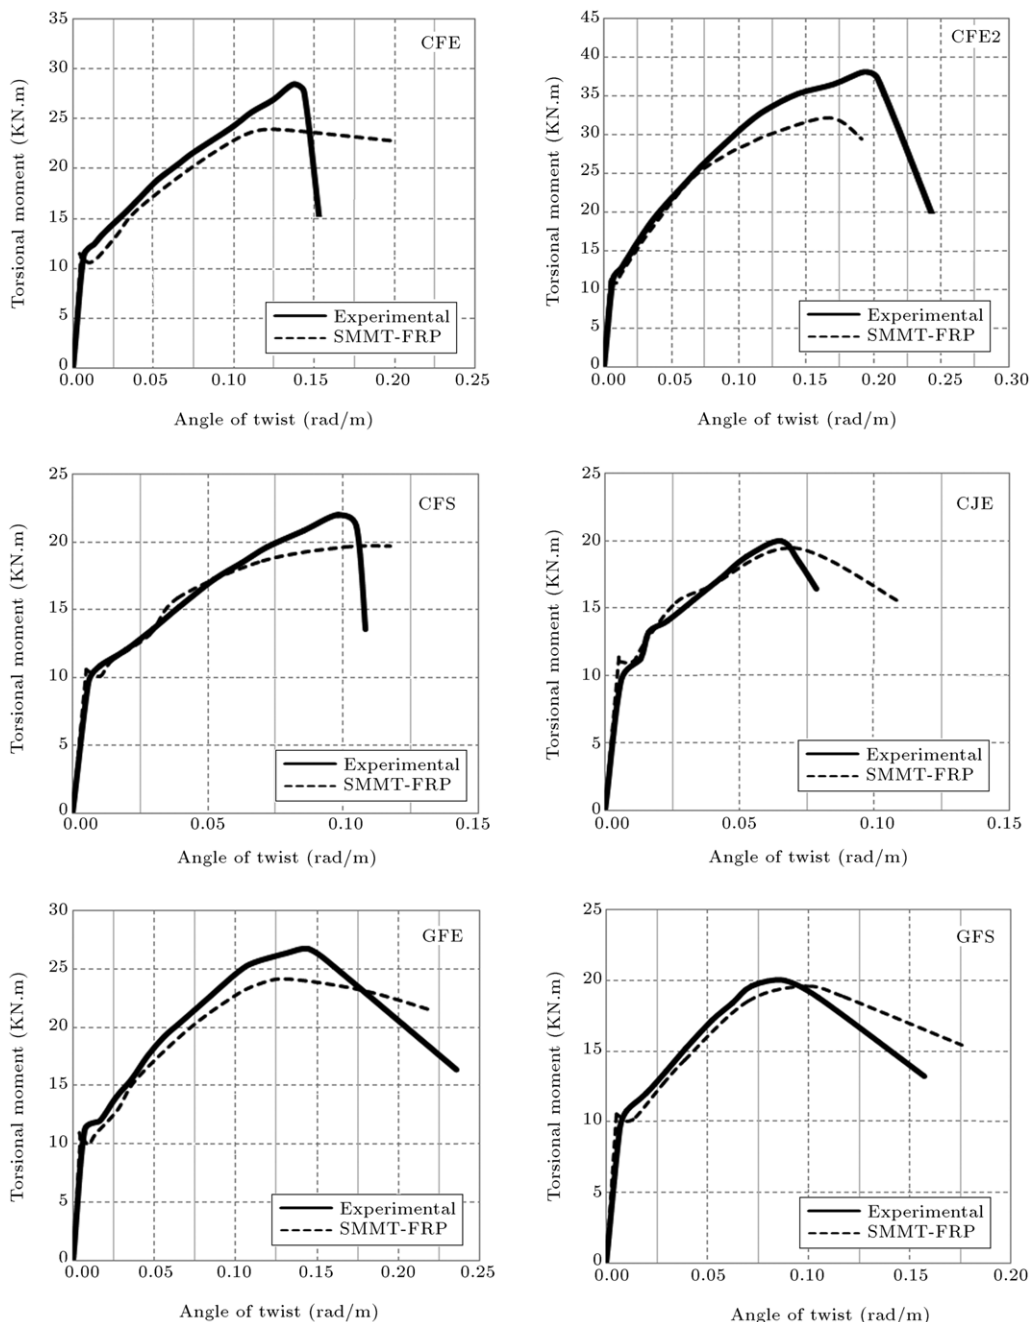 CFE
Torsional moment (KN.m)
35
30
25
20
15
10
5
0
0.00 0.05 0.10 0.15 0.20 0.25
Experimental
SMMT-FRP
Angle of twist (rad/m)
CFE2
Torsional moment (KN.m)
45
40
35
30
25
20
15
10
5
0
0.00 0.05 0.10 0.15 0.20 0.25 0.30
Experimental
SMMT-FRP
Angle of twist (rad/m)
CFS
Torsional moment (KN.m)
25
20
15
10
5
0
0.00 0.05 0.10 0.15
Experimental
SMMT-FRP
Angle of twist (rad/m)
CJE
Torsional moment (KN.m)
25
20
15
10
5
0
0.00 0.05 0.10 0.15
Experimental
SMMT-FRP
Angle of twist (rad/m)
GFE
Torsional moment (KN.m)
30
25
20
15
10
5
0
0.00 0.05 0.10 0.15 0.20 0.25
Experimental
SMMT-FRP
Angle of twist (rad/m)
GFS
Torsional moment (KN.m)
25
20
15
10
5
0
0.00 0.05 0.10 0.15 0.20
Experimental
SMMT-FRP
Angle of twist (rad/m)